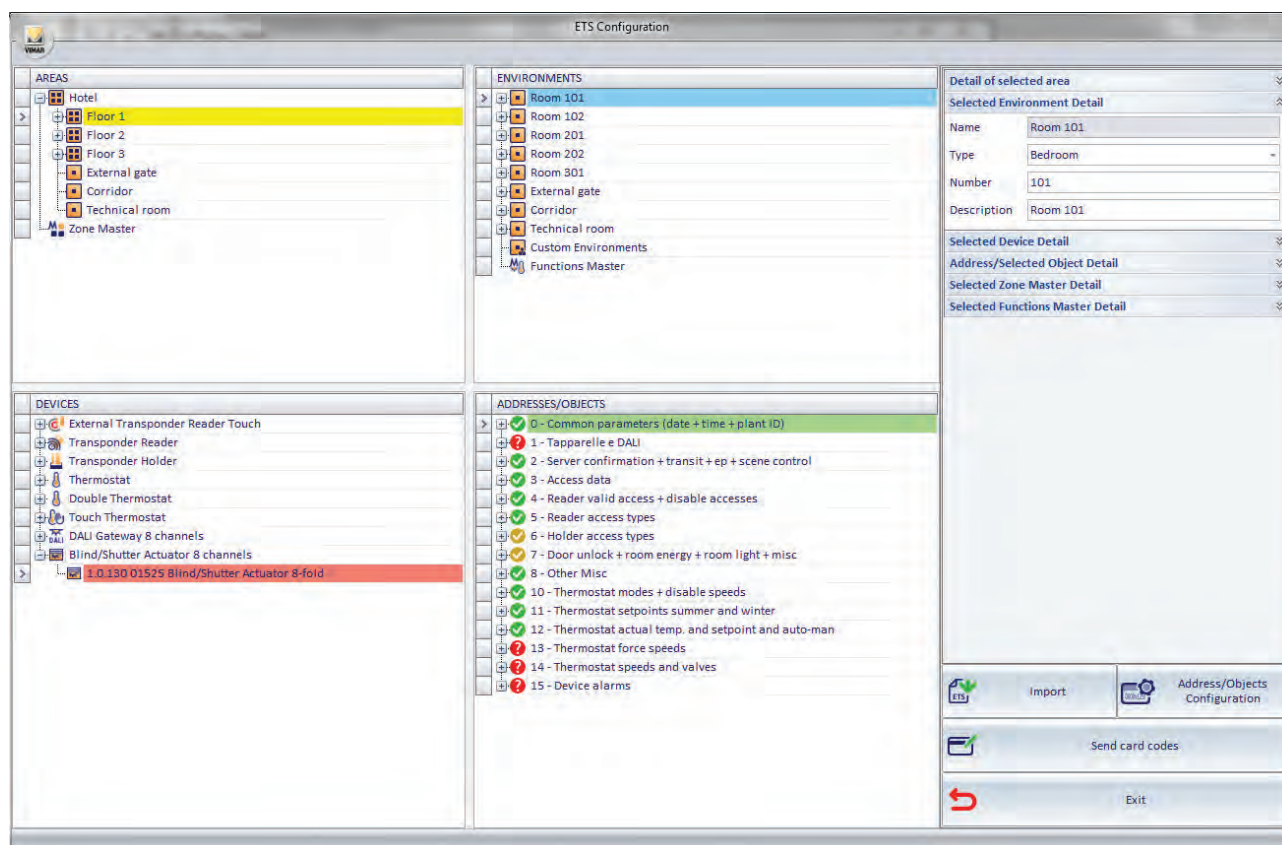 ETS Configuration
VIMAR
AREAS
Hotel
Floor 1
Floor 2
Floor 3
External gate
Corridor
Technical room
Zone Master
ENVIRONMENTS
Room 101
Room 102
Room 201
Room 202
Room 301
External gate
Corridor
Technical room
Custom Environments
Functions Master
Detail of selected area
Selected Environment Detail
Name Room 101
Type Bedroom
Number 101
Description Room 101
Selected Device Detail
Address/Selected Object Detail
Selected Zone Master Detail
Selected Functions Master Detail
DEVICES
External Transponder Reader Touch
Transponder Reader
Transponder Holder
Thermostat
Double Thermostat
Touch Thermostat
DALI DALI Gateway 8 channels
Blind/Shutter Actuator 8 channels
1.0.130 01525 Blind/Shutter Actuator 8-fold
ADDRESSES/OBJECTS
0 - Common parameters (date + time + plant ID)
1 - Tapparelle e DALI
2 - Server confirmation + transit + ep + scene control
3 - Access data
4 - Reader valid access + disable accesses
5 - Reader access types
6 - Holder access types
7 - Door unlock + room energy + room light + misc
8 - Other Misc
10 - Thermostat modes + disable speeds
11 - Thermostat setpoints summer and winter
12 - Thermostat actual temp. and setpoint and auto-man
13 - Thermostat force speeds
14 - Thermostat speeds and valves
15 - Device alarms
ETS
Import
Address/Objects
Configuration
Send card codes
Exit